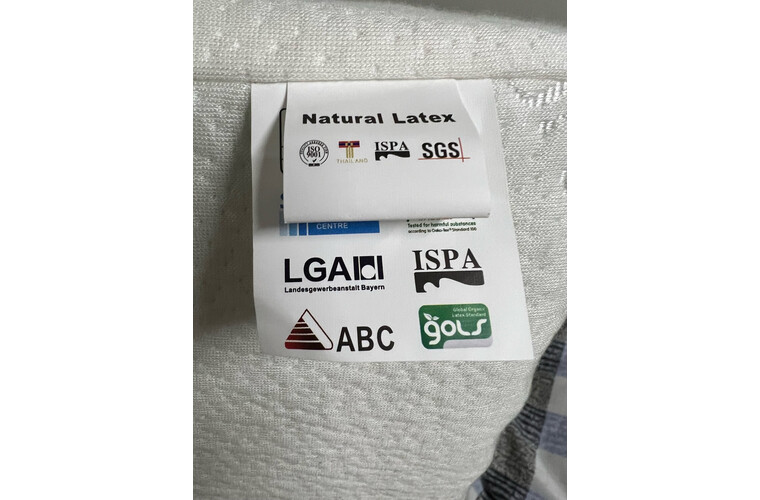 Natural Latex
ISO
9001
THAILAND
ISPA
SGS
CENTRE
Tested for harmful substances
according to Oeko-Tex® Standard 100
LGA
Landesgewerbeanstalt Bayern
ISPA
ABC
Global Organic
Latex Standard
gols